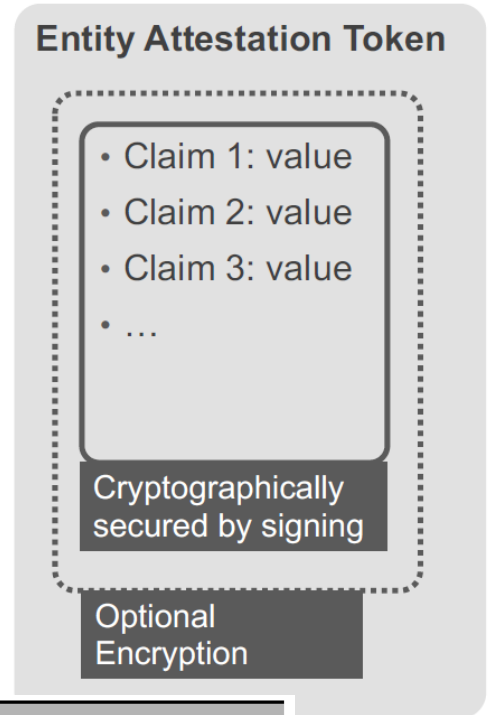 Entity Attestation Token
• Claim 1: value
• Claim 2: value
• Claim 3: value
• …
Cryptographically
secured by signing
Optional
Encryption